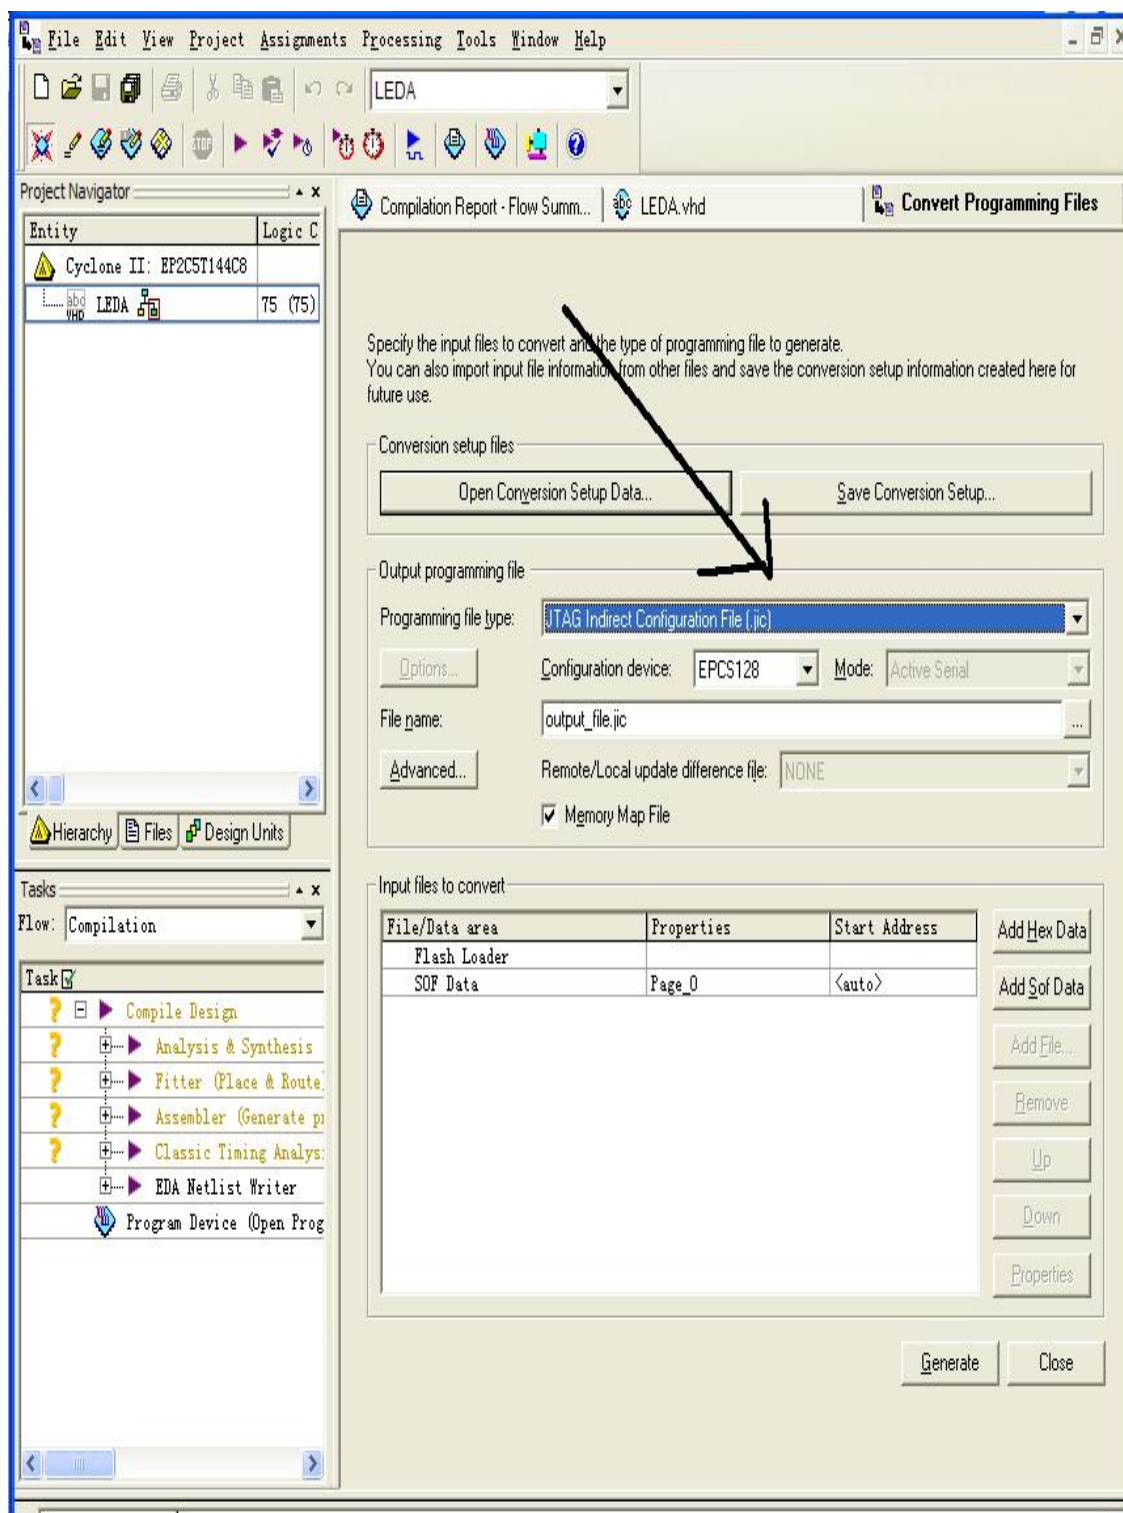 File Edit View Project Assignments Processing Tools Window Help
LEDA
Project Navigator
Compilation Report - Flow Summ... LEDA.vhd Convert Programming Files
Entity Logic C
Cyclone II: EP2C5T144C8
abc VHD LEDA 75 (75)
Specify the input files to convert and the type of programming file to generate.
You can also import input file information from other files and save the conversion setup information created here for
future use.
Conversion setup files
Open Conversion Setup Data... Save Conversion Setup...
Output programming file
Programming file type: JTAG Indirect Configuration File (.jic)
Options... Configuration device: EPCS128 Mode: Active Serial
File name: output_file.jic ...
Advanced... Remote/Local update difference file: NONE
Memory Map File
Hierarchy Files Design Units
Tasks
Flow: Compilation
Task
Compile Design
Analysis & Synthesis
Fitter (Place & Route)
Assembler (Generate p
Classic Timing Analys
EDA Netlist Writer
Program Device (Open Prog
Input files to convert
File/Data area Properties Start Address
Flash Loader
SOF Data Page_0 <auto>
Add Hex Data
Add Sof Data
Add File...
Remove
Up
Down
Properties
Generate Close